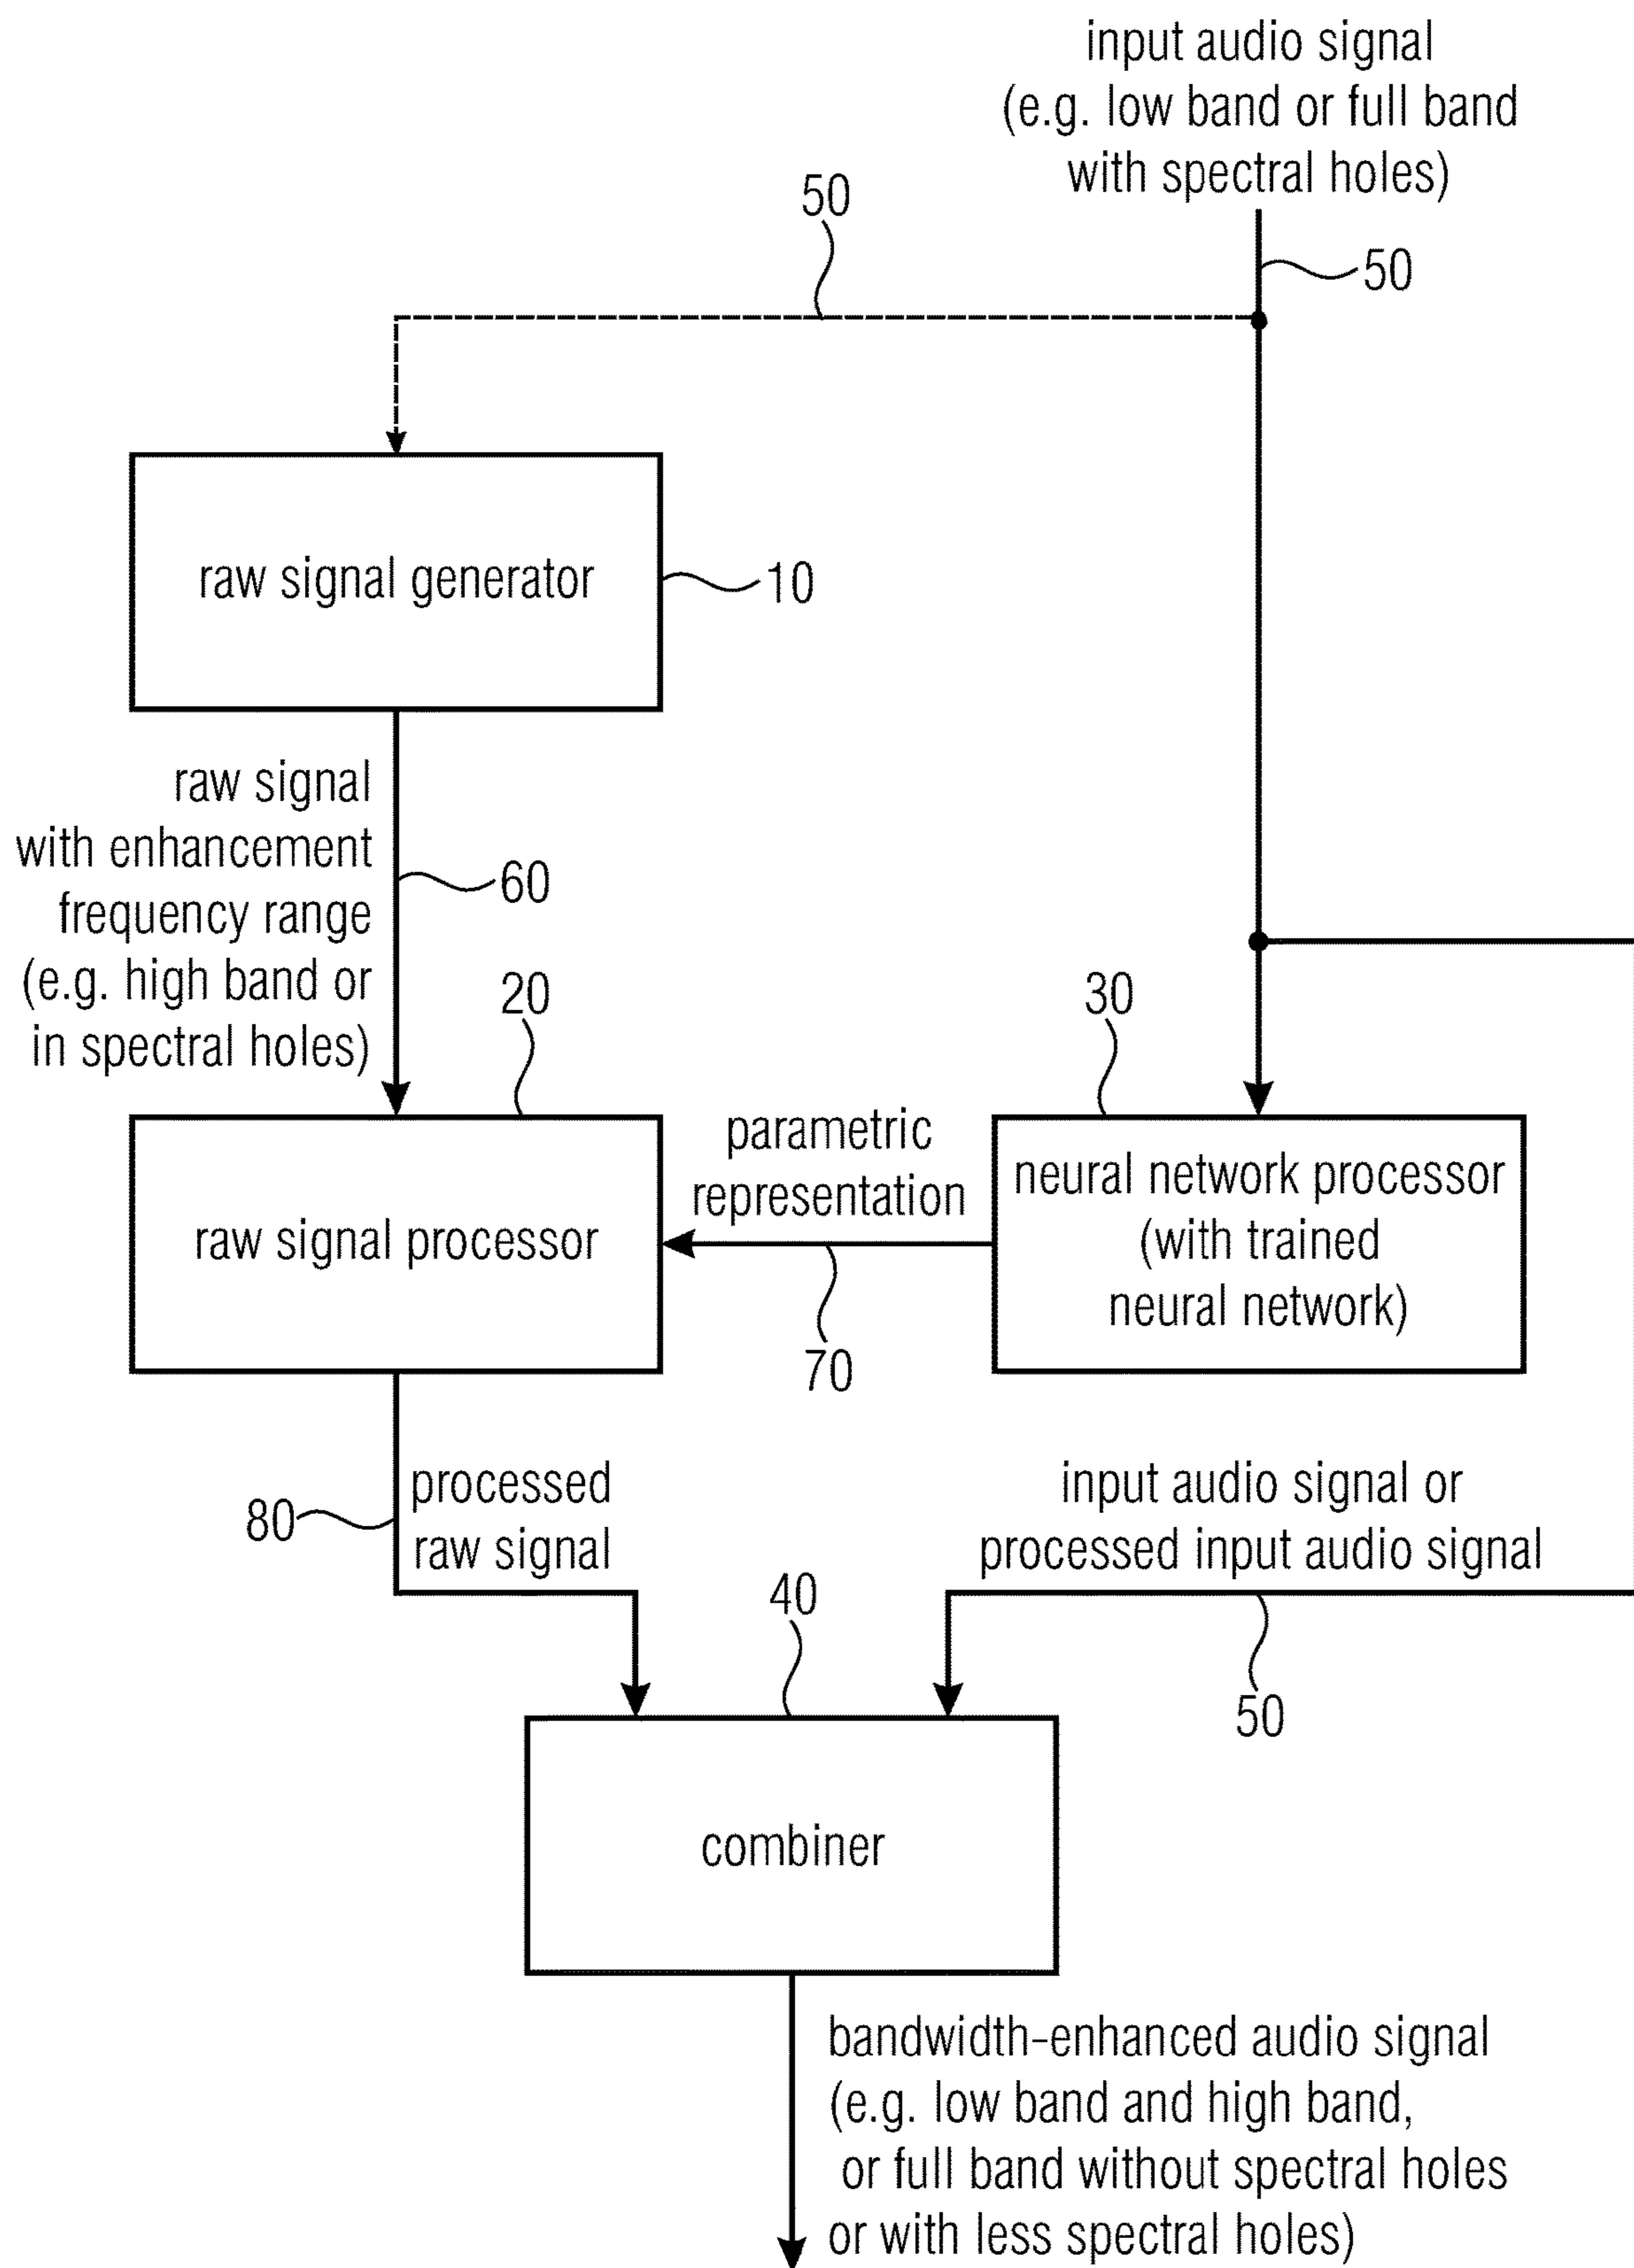 input audio signal
(e.g. low band or full band
with spectral holes)
50
50
raw signal generator
10
raw signal
with enhancement
frequency range
(e.g. high band or
in spectral holes)
60
20
30
raw signal processor
parametric
representation
70
neural network processor
(with trained
neural network)
80
processed
raw signal
input audio signal or
processed input audio signal
40
50
combiner
bandwidth-enhanced audio signal
(e.g. low band and high band,
or full band without spectral holes
or with less spectral holes)